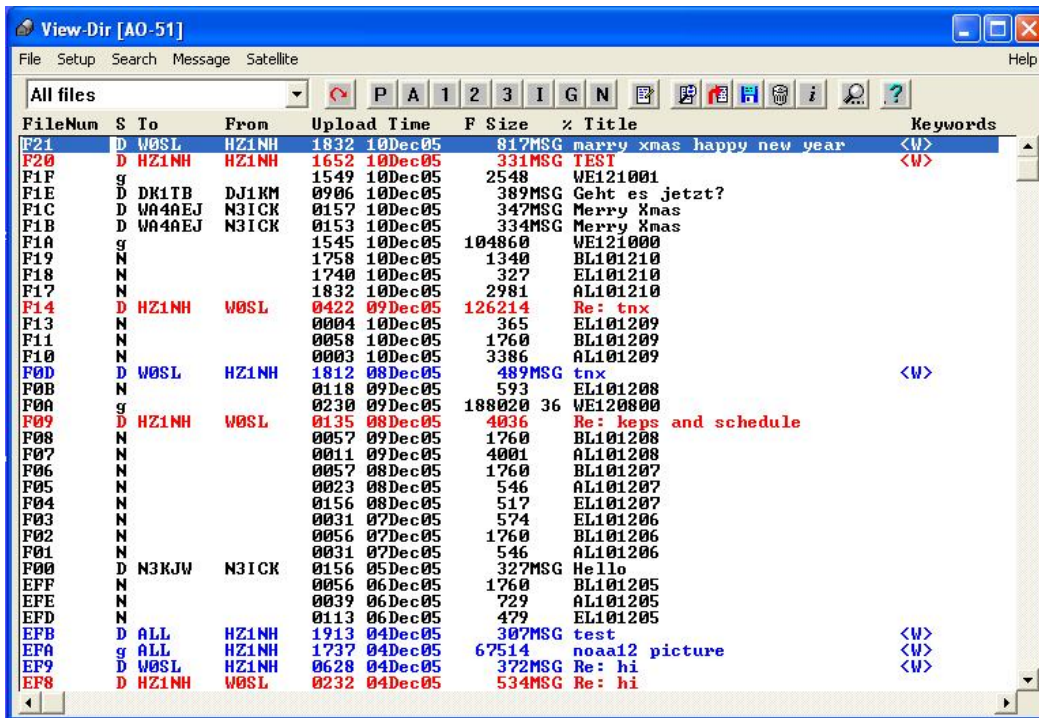 View-Dir [AO-51]
File Setup Search Message Satellite Help
All files P A 1 2 3 I G N i ?
FileNum S To From Upload Time F Size % Title Keywords
F21 D W0SL HZ1NH 1832 10Dec05 817MSG marry xmas happy new year <W>
F20 D HZ1NH HZ1NH 1652 10Dec05 331MSG TEST <W>
F1F g 1549 10Dec05 2548 WE121001
F1E D DK1TB DJ1KM 0906 10Dec05 389MSG Geht es jetzt?
F1C D WA4AEJ N3ICK 0157 10Dec05 347MSG Merry Xmas
F1B D WA4AEJ N3ICK 0153 10Dec05 334MSG Merry Xmas
F1A g 1545 10Dec05 104860 WE121000
F19 N 1758 10Dec05 1340 BL101210
F18 N 1740 10Dec05 327 EL101210
F17 N 1832 10Dec05 2981 AL101210
F14 D HZ1NH W0SL 0422 09Dec05 126214 Re: tnx
F13 N 0004 10Dec05 365 EL101209
F11 N 0058 10Dec05 1760 BL101209
F10 N 0003 10Dec05 3386 AL101209
F0D D W0SL HZ1NH 1812 08Dec05 489MSG tnx <W>
F0B N 0118 09Dec05 593 EL101208
F0A g 0230 09Dec05 188020 36 WE120800
F09 D HZ1NH W0SL 0135 08Dec05 4036 Re: keps and schedule
F08 N 0057 09Dec05 1760 BL101208
F07 N 0011 09Dec05 4001 AL101208
F06 N 0057 08Dec05 1760 BL101207
F05 N 0023 08Dec05 546 AL101207
F04 N 0156 08Dec05 517 EL101207
F03 N 0031 07Dec05 574 EL101206
F02 N 0056 07Dec05 1760 BL101206
F01 N 0031 07Dec05 546 AL101206
F00 D N3KJW N3ICK 0156 05Dec05 327MSG Hello
EFF N 0056 06Dec05 1760 BL101205
EFE N 0039 06Dec05 729 AL101205
EFD N 0113 06Dec05 479 EL101205
EFB D ALL HZ1NH 1913 04Dec05 307MSG test <W>
EFA g ALL HZ1NH 1737 04Dec05 67514 noaa12 picture <W>
EF9 D W0SL HZ1NH 0628 04Dec05 372MSG Re: hi <W>
EF8 D HZ1NH W0SL 0232 04Dec05 534MSG Re: hi